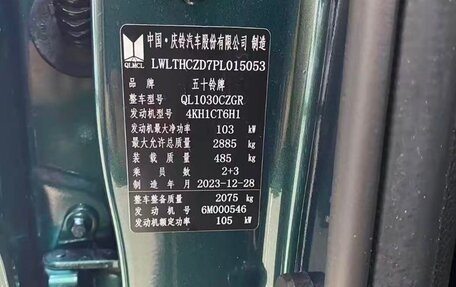 中国·庆铃汽车股份有限公司 制造
QLMCL
LWLTHCZD7PL015053
品牌 五十铃牌
整车型号 QL1030CZGR
发动机型号 4KH1CT6H1
发动机最大净功率 103 kW
最大允许总质量 2885 kg
装载质量 485 kg
乘员数 2+3
制造年月 2023-12-28
整车整备质量 2075 kg
发动机号 6M000546
发动机额定功率 105 kW